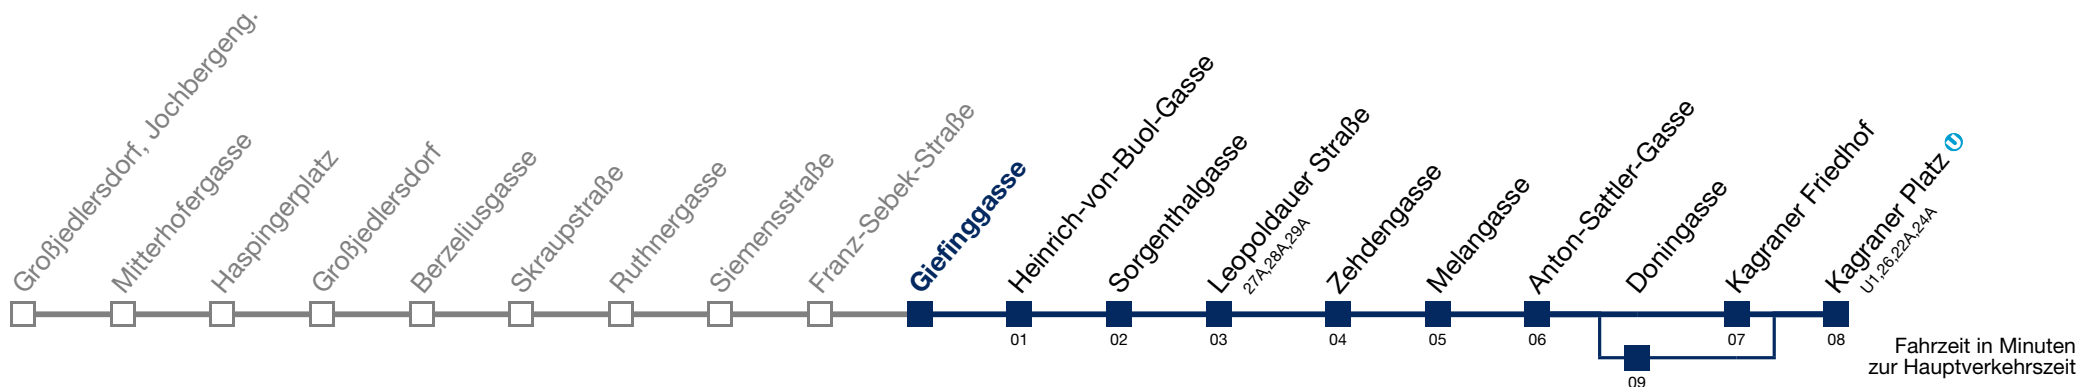 Großjedlersdorf, Jochbergeng.
Mitterhofergasse
Haspingerplatz
Großjedlersdorf
Berzeliusgasse
Skraupstraße
Ruthnergasse
Siemensstraße
Franz-Sebek-Straße
Giefinggasse
Heinrich-von-Buol-Gasse
01
Sorgenthalgasse
02
Leopoldauer Straße
27A,28A,29A
03
Zehdengasse
04
Melangasse
05
Anton-Sattler-Gasse
06
Doningasse
09
Kagraner Friedhof
07
Kagraner Platz U
U1,26,22A,24A
08
Fahrzeit in Minuten
zur Hauptverkehrszeit